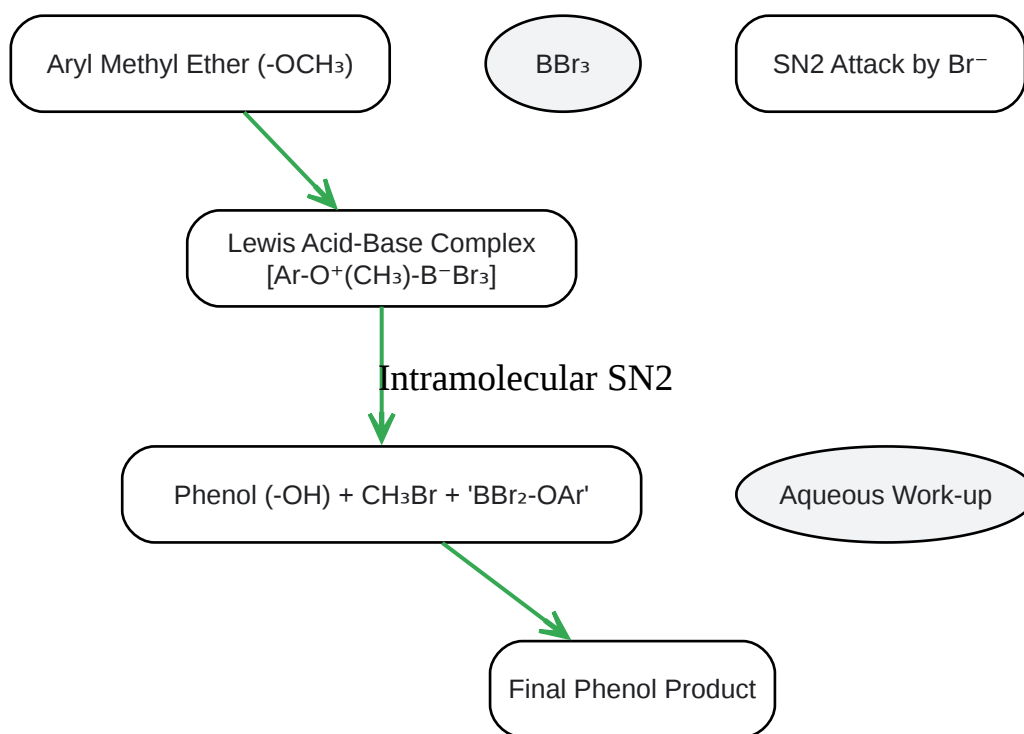 Aryl Methyl Ether (-OCH₃)
BBr₃
SN2 Attack by Br⁻
Lewis Acid-Base Complex
[Ar-O⁺(CH₃)-B⁻Br₃]
Intramolecular SN2
Phenol (-OH) + CH₃Br + 'BBr₂-OAr'
Aqueous Work-up
Final Phenol Product